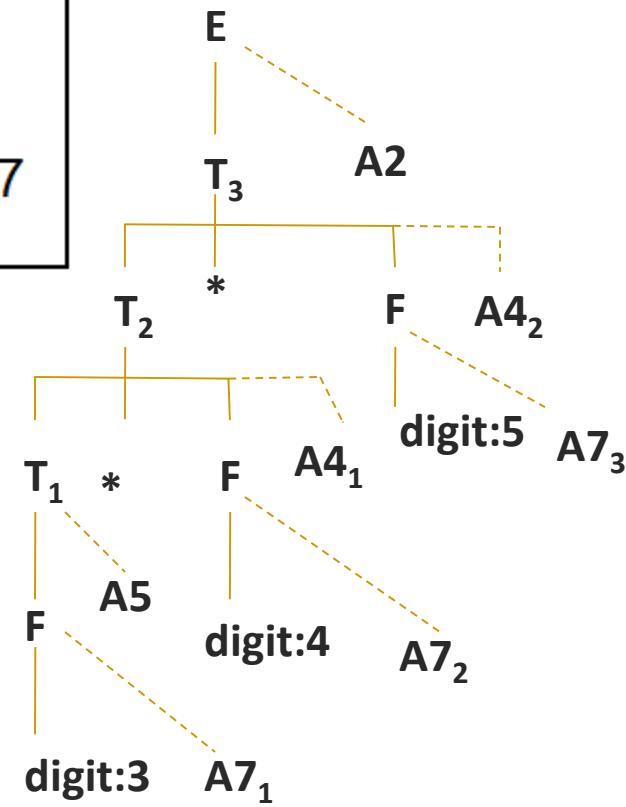 E
7
T3
A2
*
T2
F
A42
digit:5
A73
T1
*
F
A41
A5
F
digit:4
A72
digit:3
A71